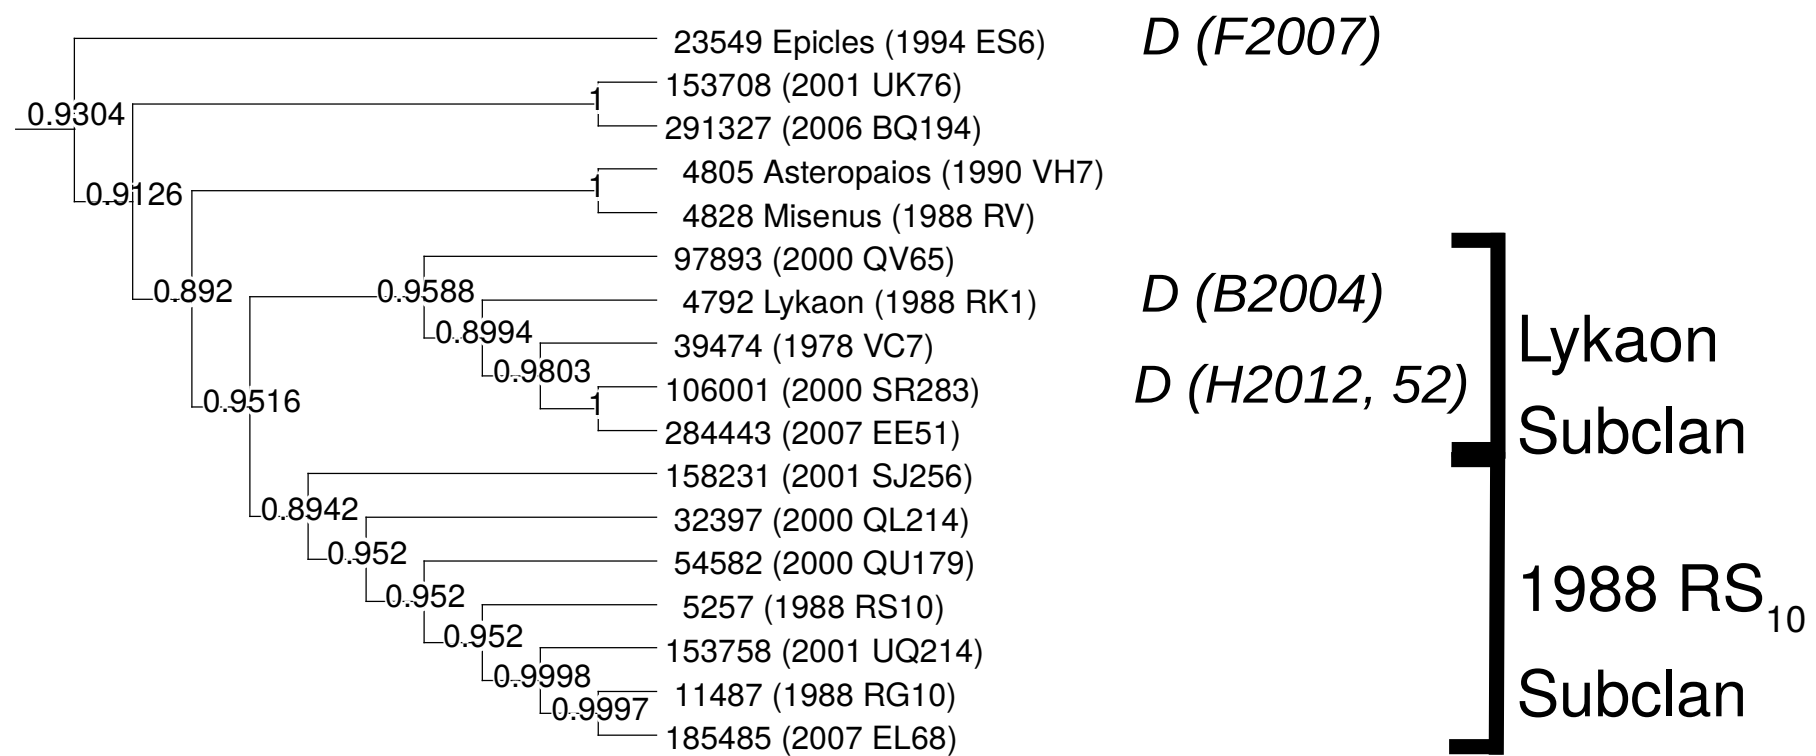 23549 Epicles (1994 ES6) D (F2007)
153708 (2001 UK76)
0.9304 1
291327 (2006 BQ194)
4805 Asteropaios (1990 VH7)
0.9126 1
4828 Misenus (1988 RV)
97893 (2000 QV65)
0.892 0.9588 4792 Lykaon (1988 RK1) D (B2004)
0.8994
39474 (1978 VC7) Lykaon
0.9803
106001 (2000 SR283) D (H2012, 52)
0.9516 1
284443 (2007 EE51) Subclan
158231 (2001 SJ256)
0.8942
32397 (2000 QL214)
0.952
54582 (2000 QU179)
0.952 1988 RS10
5257 (1988 RS10)
0.952
153758 (2001 UQ214)
0.9998
11487 (1988 RG10) Subclan
0.9997
185485 (2007 EL68)